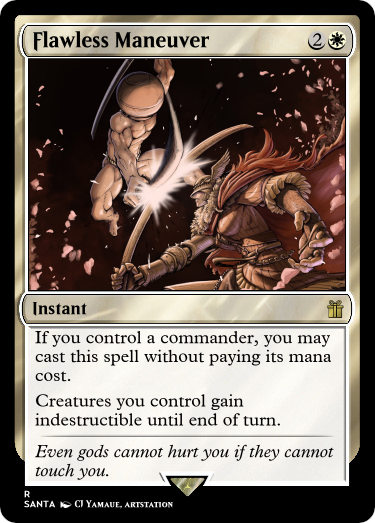 Flawless Maneuver 2
Instant
If you control a commander, you may
cast this spell without paying its mana
cost.
Creatures you control gain
indestructible until end of turn.
Even gods cannot hurt you if they cannot
touch you.
R
SANTA CJ YAMAUE, ARTSTATION